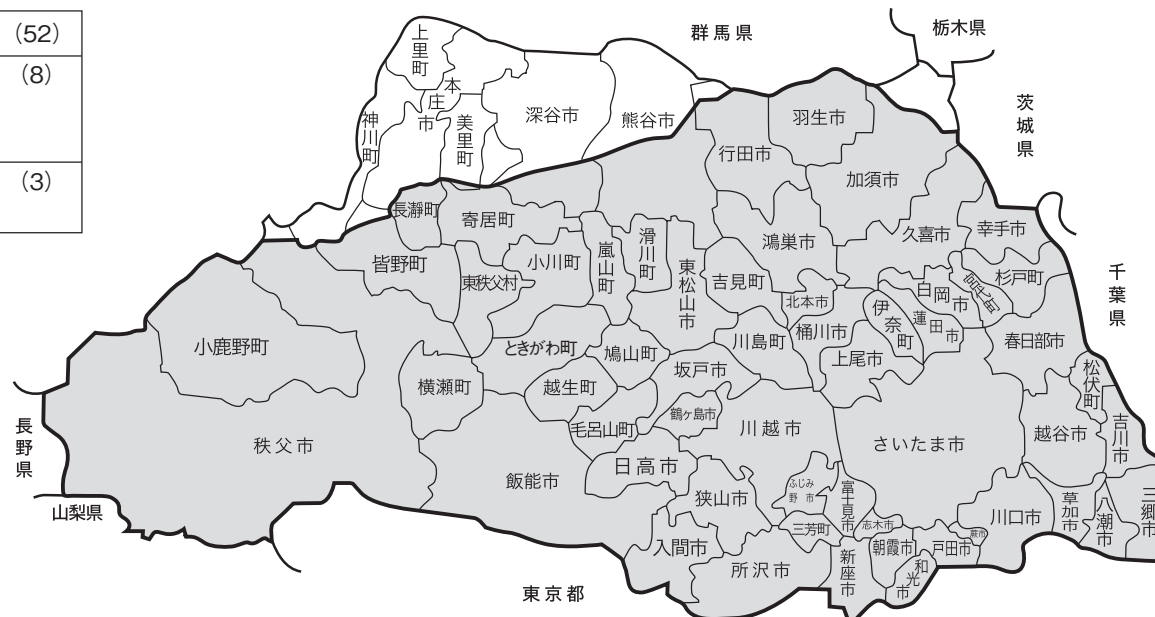 (52)
(8)
(3)
群馬県
栃木県
茨城県
千葉県
長野県
山梨県
東京都
上里町
本庄市
神川町
美里町
深谷市
熊谷市
羽生市
行田市
加須市
長瀞町
寄居町
鴻巣市
久喜市
幸手市
皆野町
東秩父村
小川町
嵐山町
滑川町
東松山市
吉見町
北本市
白岡市
宮代町
杉戸町
小鹿野町
ときがわ町
鳩山町
川島町
桶川市
伊奈町
蓮田市
春日部市
横瀬町
越生町
坂戸市
上尾市
松伏町
秩父市
毛呂山町
鶴ヶ島市
川越市
さいたま市
越谷市
吉川市
飯能市
日高市
狭山市
ふじみ野市
富士見市
志木市
川口市
草加市
八潮市
三郷市
入間市
所沢市
三芳町
新座市
朝霞市
和光市
戸田市
蕨市